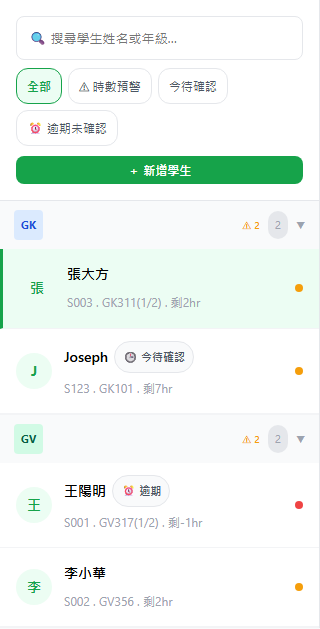 🔍 搜尋學生姓名或年級...
全部 ⚠ 時數預警 今待確認
⏰ 逾期未確認
+ 新增學生
GK ⚠ 2 2 ▼
張 張大方
S003 . GK311(1/2) . 剩2hr
J Joseph 🕒 今待確認
S123 . GK101 . 剩7hr
GV ⚠ 2 2 ▼
王 王陽明 ⏰ 逾期
S001 . GV317(1/2) . 剩-1hr
李 李小華
S002 . GV356 . 剩2hr